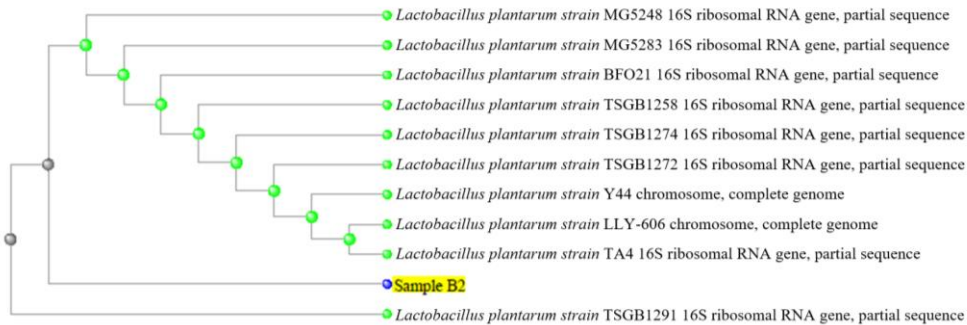 Lactobacillus plantarum strain MG5248 16S ribosomal RNA gene, partial sequence
Lactobacillus plantarum strain MG5283 16S ribosomal RNA gene, partial sequence
Lactobacillus plantarum strain BFO21 16S ribosomal RNA gene, partial sequence
Lactobacillus plantarum strain TSGB1258 16S ribosomal RNA gene, partial sequence
Lactobacillus plantarum strain TSGB1274 16S ribosomal RNA gene, partial sequence
Lactobacillus plantarum strain TSGB1272 16S ribosomal RNA gene, partial sequence
Lactobacillus plantarum strain Y44 chromosome, complete genome
Lactobacillus plantarum strain LLY-606 chromosome, complete genome
Lactobacillus plantarum strain TA4 16S ribosomal RNA gene, partial sequence
Sample B2
Lactobacillus plantarum strain TSGB1291 16S ribosomal RNA gene, partial sequence